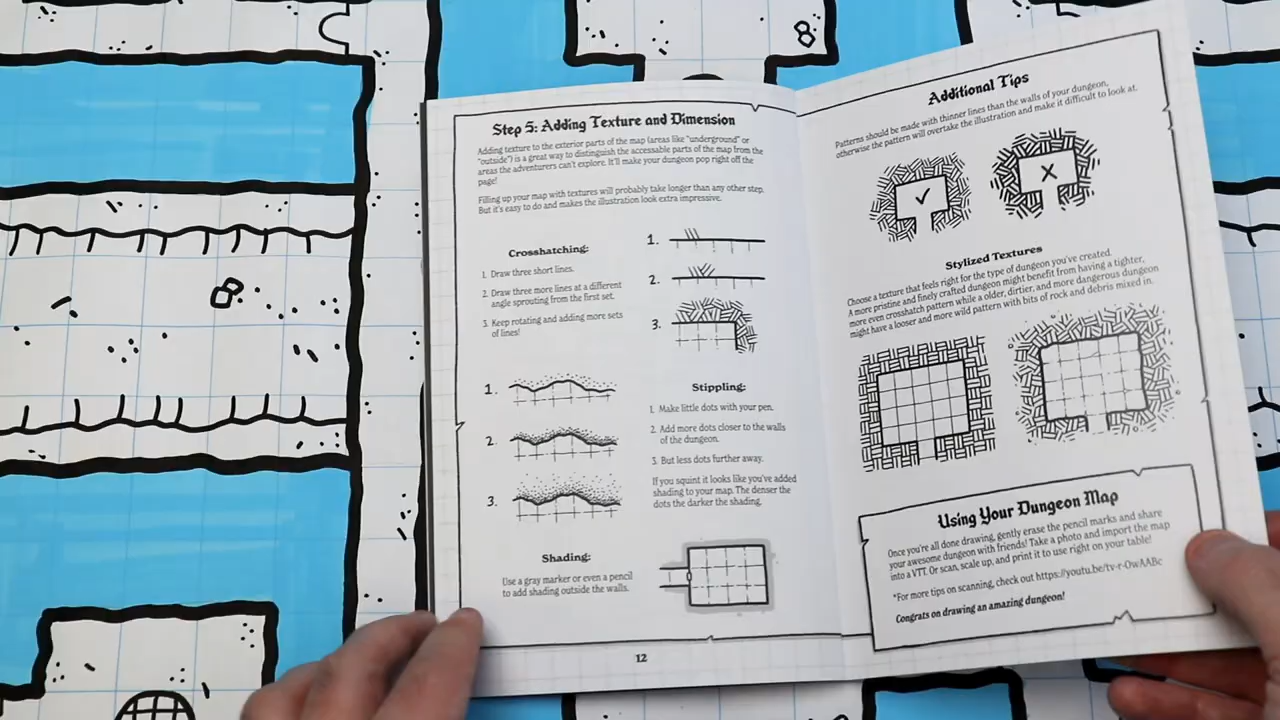 Step 5: Adding Texture and Dimension
Adding texture to the exterior parts of the map (areas like "underground" or
"outside") is a great way to distinguish the accessable parts of the map from the
areas the adventurers can't explore. It'll make your dungeon pop right off the
page!
Filling up your map with textures will probably take longer than any other step.
But it's easy to do and makes the illustration look extra impressive.
Crosshatching:
1. Draw three short lines.
2. Draw three more lines at a different
angle sprouting from the first set.
3. Keep rotating and adding more sets
of lines!
1.
2.
3.
1.
2.
3.
Stippling:
1. Make little dots with your pen.
2. Add more dots closer to the walls
of the dungeon.
3. But less dots further away.
If you squint it looks like you've added
shading to your map. The denser the
dots the darker the shading.
Shading:
Use a gray marker or even a pencil
to add shading outside the walls.
12
Additional Tips
Patterns should be made with thinner lines than the walls of your dungeon,
otherwise the pattern will overtake the illustration and make it difficult to look at.
Stylized Textures
Choose a texture that feels right for the type of dungeon you've created.
A more pristine and finely crafted dungeon might benefit from having a tighter,
more even crosshatch pattern while a older, dirtier, and more dangerous dungeon
might have a looser and more wild pattern with bits of rock and debris mixed in.
Using Your Dungeon Map
Once you're all done drawing, gently erase the pencil marks and share
your awesome dungeon with friends! Take a photo and import the map
into a VTT. Or scan, scale up, and print it to use right on your table!
*For more tips on scanning, check out https://youtu.be/tv-r-OwAABc
Congrats on drawing an amazing dungeon!